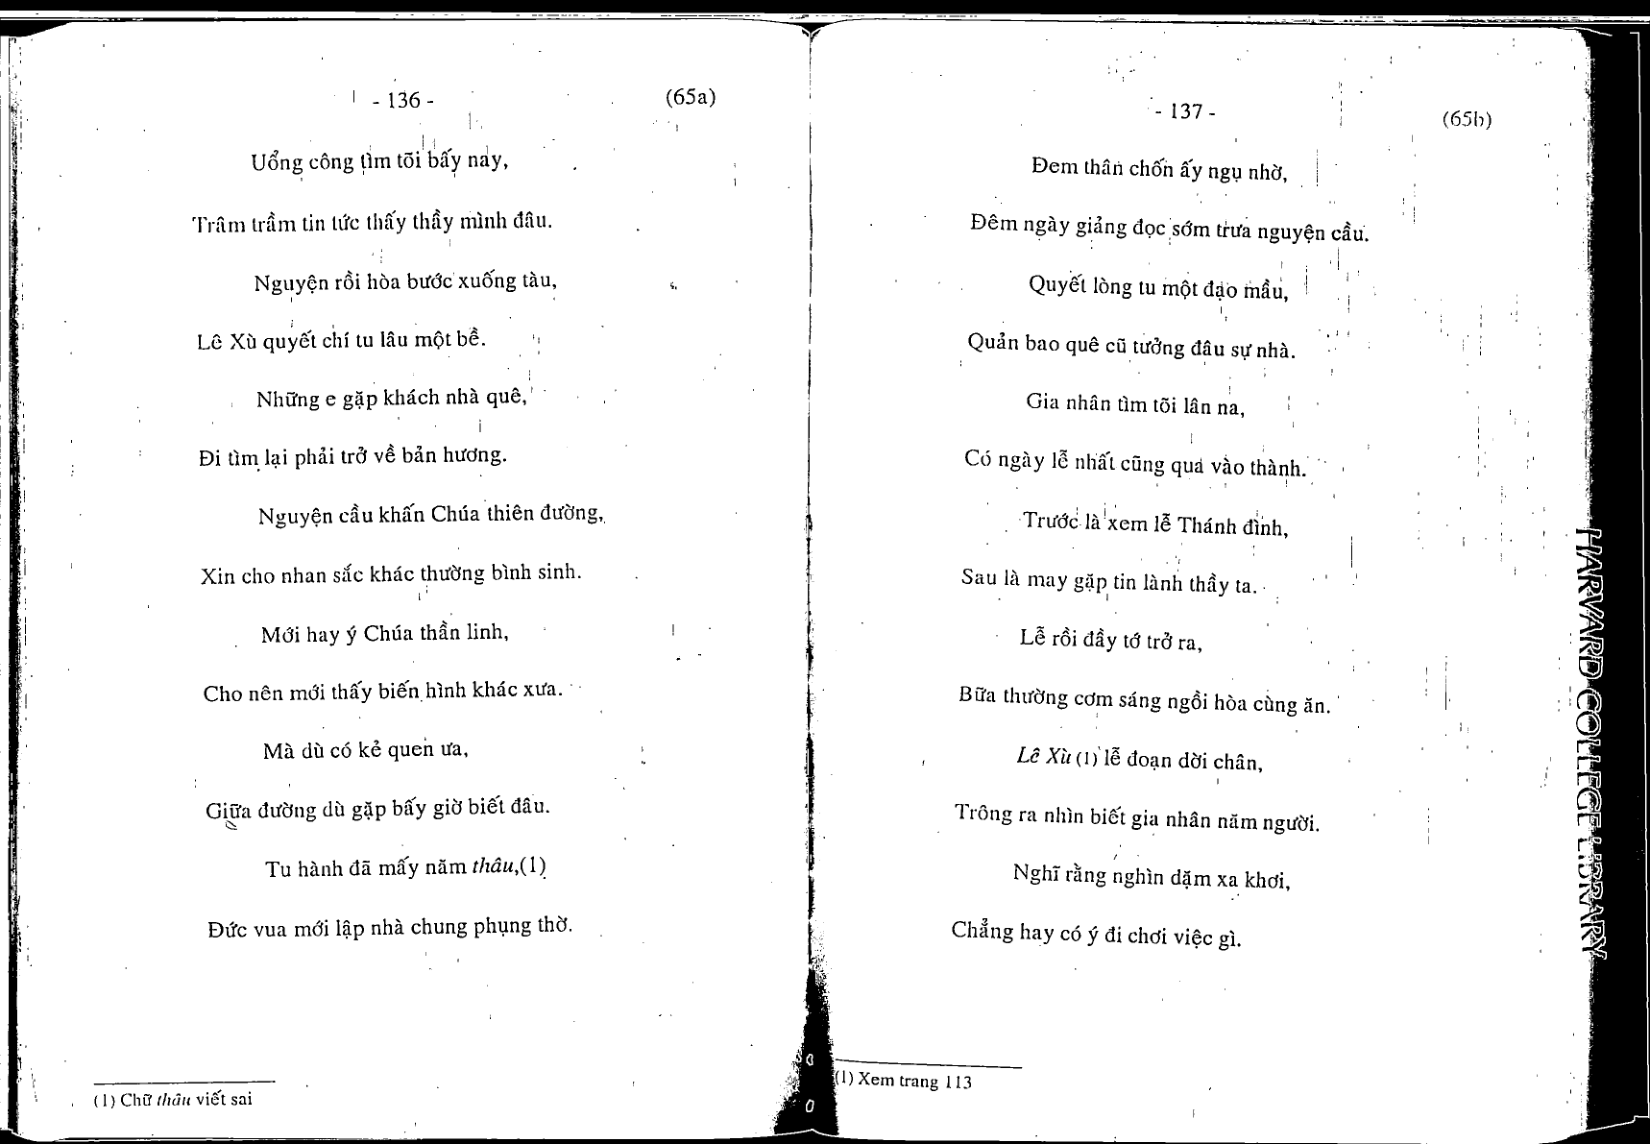 - 136 -
(65a)
Uổng công tìm tõi bấy nay,
Trâm trầm tin tức thấy thầy mình đâu.
Nguyện rồi hòa bước xuống tàu,
Lê Xù quyết chí tu lâu một bề.
Những e gặp khách nhà quê,
Đi tìm lại phải trở về bản hương.
Nguyện cầu khấn Chúa thiên đường,
Xin cho nhan sắc khác thường bình sinh.
Mới hay ý Chúa thần linh,
Cho nên mới thấy biến hình khác xưa.
Mà dù có kẻ quen ưa,
Giữa đường dù gặp bấy giờ biết đâu.
Tu hành đã mấy năm thâu,(1)
Đức vua mới lập nhà chung phụng thờ.
(1) Chữ thâu viết sai
- 137 -
(65b)
Đem thân chốn ấy ngụ nhờ,
Đêm ngày giảng đọc sớm trưa nguyện cầu.
Quyết lòng tu một đạo mầu,
Quản bao quê cũ tưởng đâu sự nhà.
Gia nhân tìm tõi lân na,
Có ngày lễ nhất cũng qua vào thành.
Trước là xem lễ Thánh đình,
Sau là may gặp tin lành thầy ta.
Lễ rồi đầy tớ trở ra,
Bữa thường cơm sáng ngồi hòa cùng ăn.
Lê Xù (1) lễ đoạn dời chân,
Trông ra nhìn biết gia nhân năm người.
Nghĩ rằng nghìn dặm xa khơi,
Chẳng hay có ý đi chơi việc gì.
(1) Xem trang 113
HARVARD COLLEGE LIBRARY